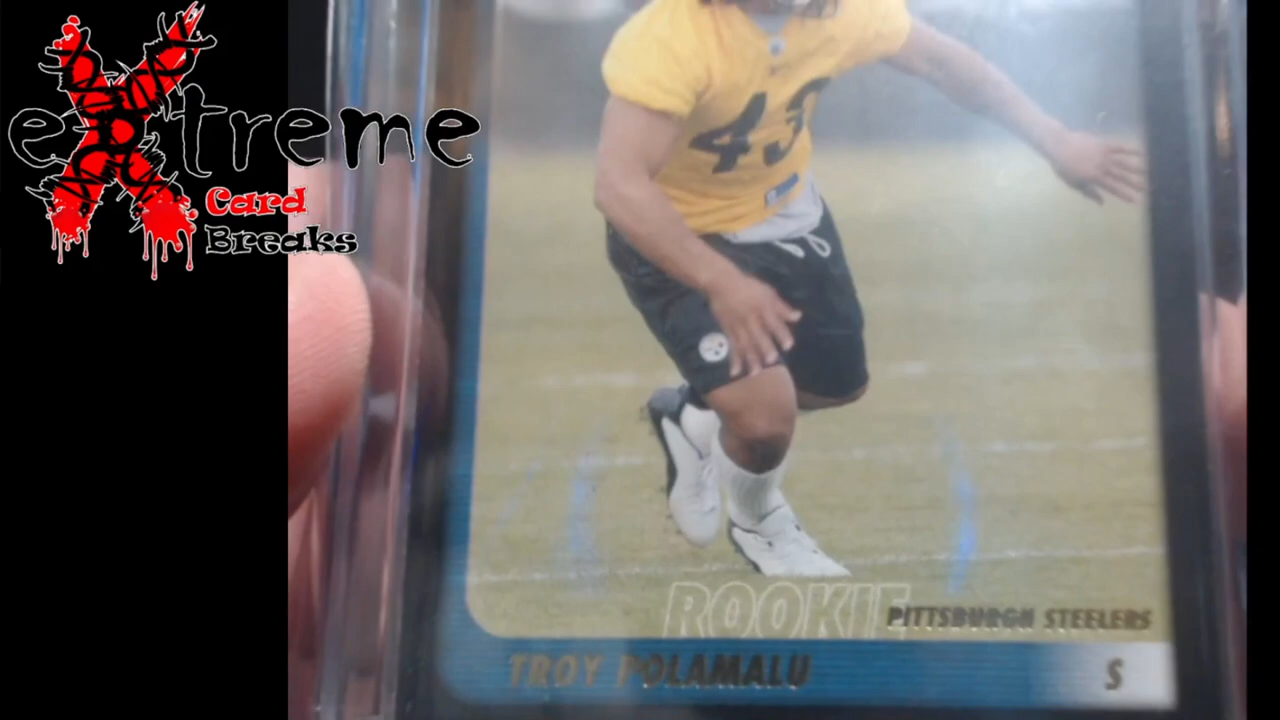 eXtreme
Card
Breaks
43
ROOKIE
PITTSBURGH STEELERS
TROY POLAMALU
S